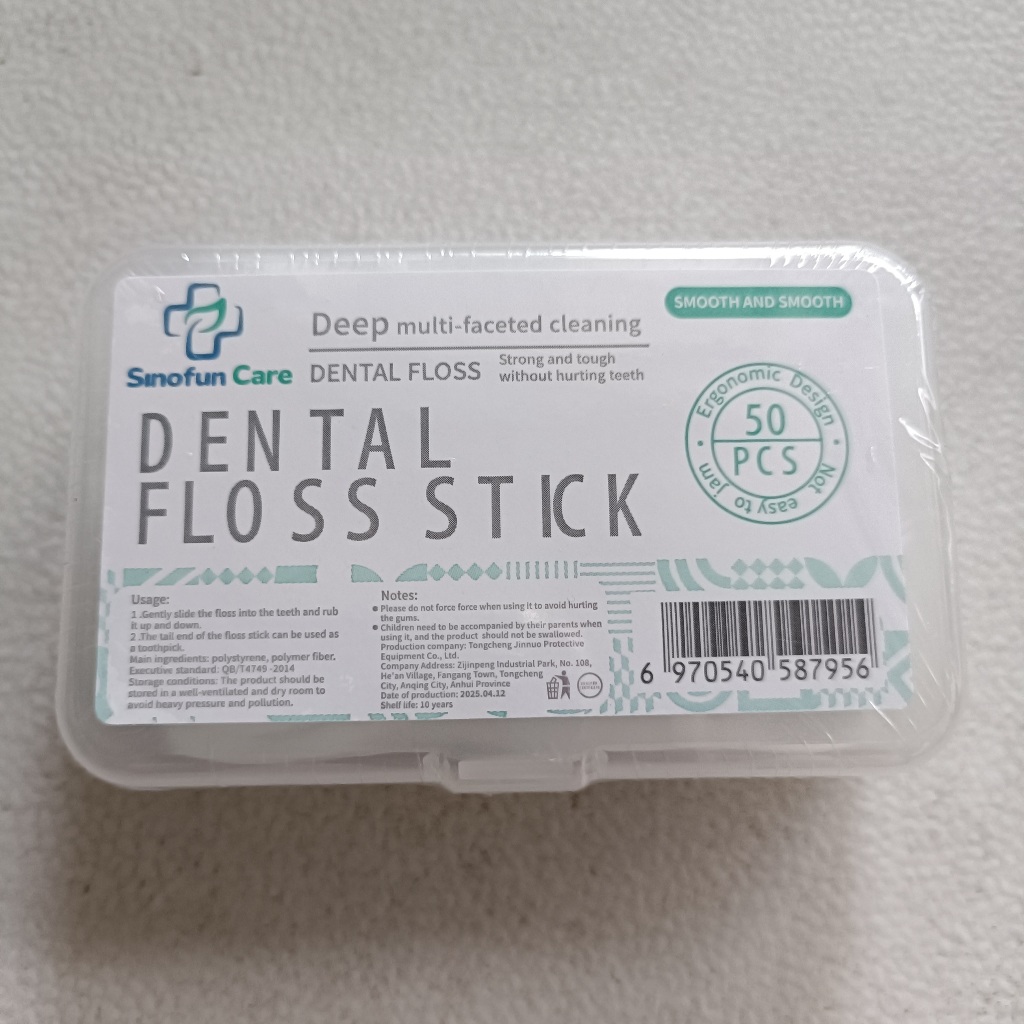 Sinofun Care
Deep multi-faceted cleaning
DENTAL FLOSS
Strong and tough
without hurting teeth
SMOOTH AND SMOOTH
DENTAL
FLOSS STICK
Ergonomic Design
50
PCS
Not easy to jam
Usage:
1 .Gently slide the floss into the teeth and rub
it up and down.
2 .The tail end of the floss stick can be used as
a toothpick.
Main ingredients: polystyrene, polymer fiber.
Executive standard: QB/T4749 -2014
Storage conditions: The product should be
stored in a well-ventilated and dry room to
avoid heavy pressure and pollution.
Notes:
● Please do not force force when using it to avoid hurting
the gums.
● Children need to be accompanied by their parents when
using it, and the product should not be swallowed.
Production company: Tongcheng Jinnuo Protective
Equipment Co., Ltd.
Company Address: Zijinpeng Industrial Park, No. 108,
He'an Village, Fangang Town, Tongcheng
City, Anqing City, Anhui Province
Date of production: 2025.04.12
Shelf life: 10 years
6 970540 587956